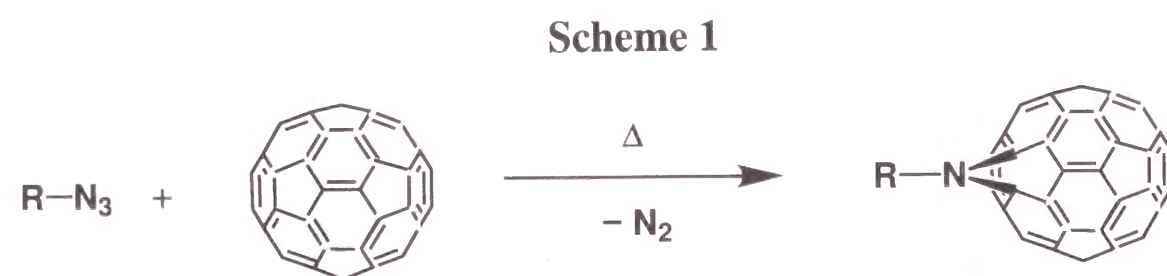 Scheme 1
R–N₃ + Δ R–N
– N₂